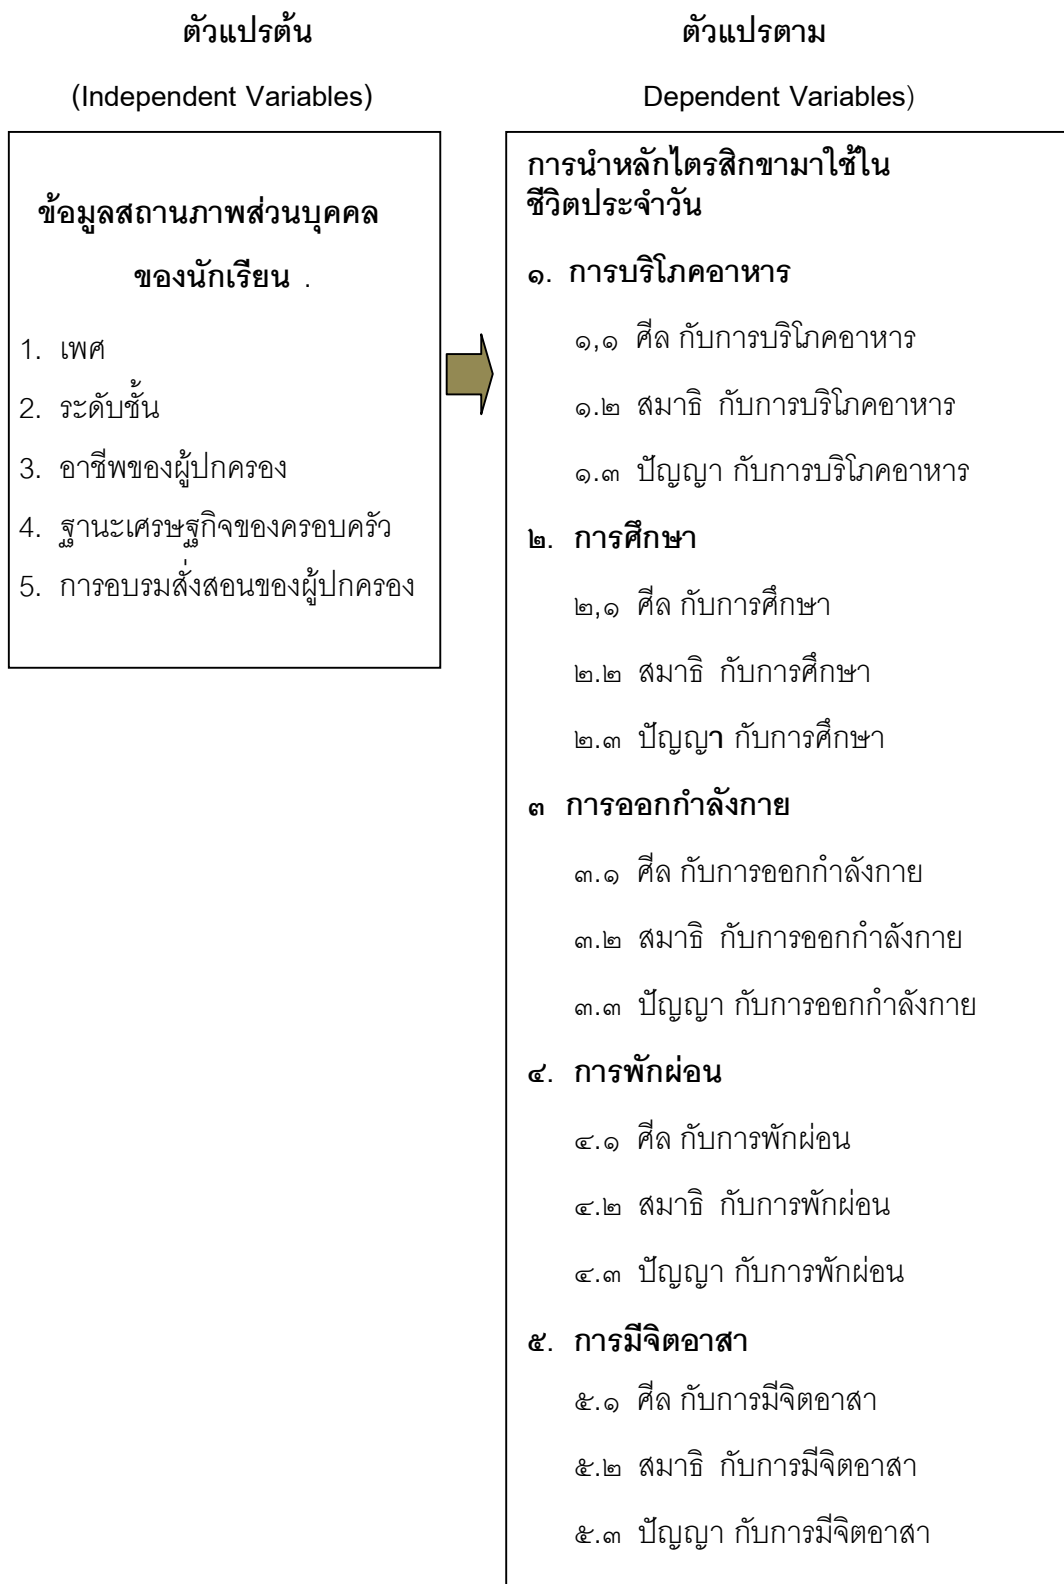 ตัวแปรต้น
(Independent Variables)
ข้อมูลสถานภาพส่วนบุคคล
ของนักเรียน .
1. เพศ
2. ระดับชั้น
3. อาชีพของผู้ปกครอง
4. ฐานะเศรษฐกิจของครอบครัว
5. การอบรมสั่งสอนของผู้ปกครอง
ตัวแปรตาม
Dependent Variables)
การนำหลักไตรสิกขามาใช้ใน
ชีวิตประจำวัน
๑. การบริโภคอาหาร
๑,๑ ศีล กับการบริโภคอาหาร
๑.๒ สมาธิ กับการบริโภคอาหาร
๑.๓ ปัญญา กับการบริโภคอาหาร
๒. การศึกษา
๒,๑ ศีล กับการศึกษา
๒.๒ สมาธิ กับการศึกษา
๒.๓ ปัญญา กับการศึกษา
๓ การออกกำลังกาย
๓.๑ ศีล กับการออกกำลังกาย
๓.๒ สมาธิ กับการออกกำลังกาย
๓.๓ ปัญญา กับการออกกำลังกาย
๔. การพักผ่อน
๔.๑ ศีล กับการพักผ่อน
๔.๒ สมาธิ กับการพักผ่อน
๔.๓ ปัญญา กับการพักผ่อน
๕. การมีจิตอาสา
๕.๑ ศีล กับการมีจิตอาสา
๕.๒ สมาธิ กับการมีจิตอาสา
๕.๓ ปัญญา กับการมีจิตอาสา